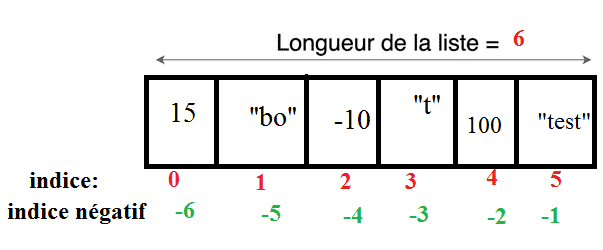 Longueur de la liste = 6
15 "bo" -10 "t" 100 "test"
indice: 0 1 2 3 4 5
indice négatif -6 -5 -4 -3 -2 -1